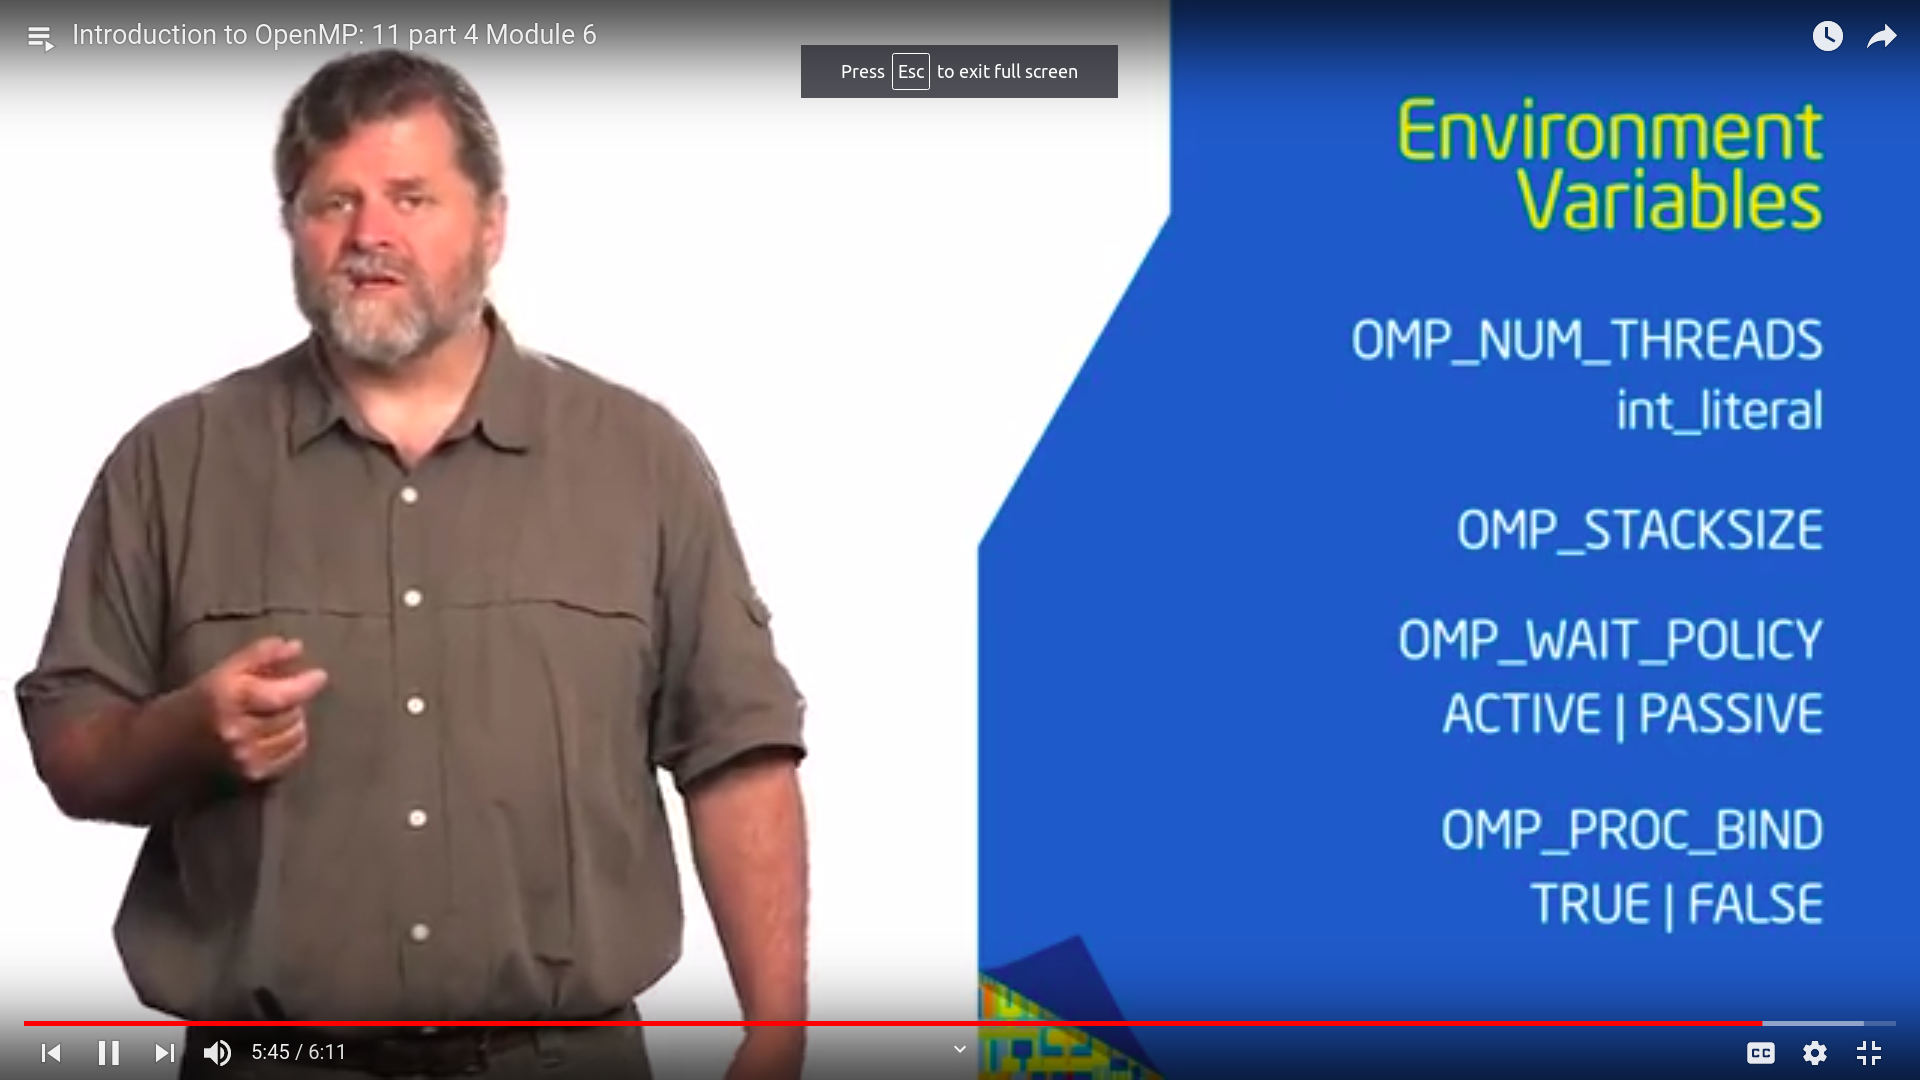 Introduction to OpenMP: 11 part 4 Module 6
Press Esc to exit full screen
Environment
Variables
OMP_NUM_THREADS
int_literal
OMP_STACKSIZE
OMP_WAIT_POLICY
ACTIVE | PASSIVE
OMP_PROC_BIND
TRUE | FALSE
5:45 / 6:11
CC